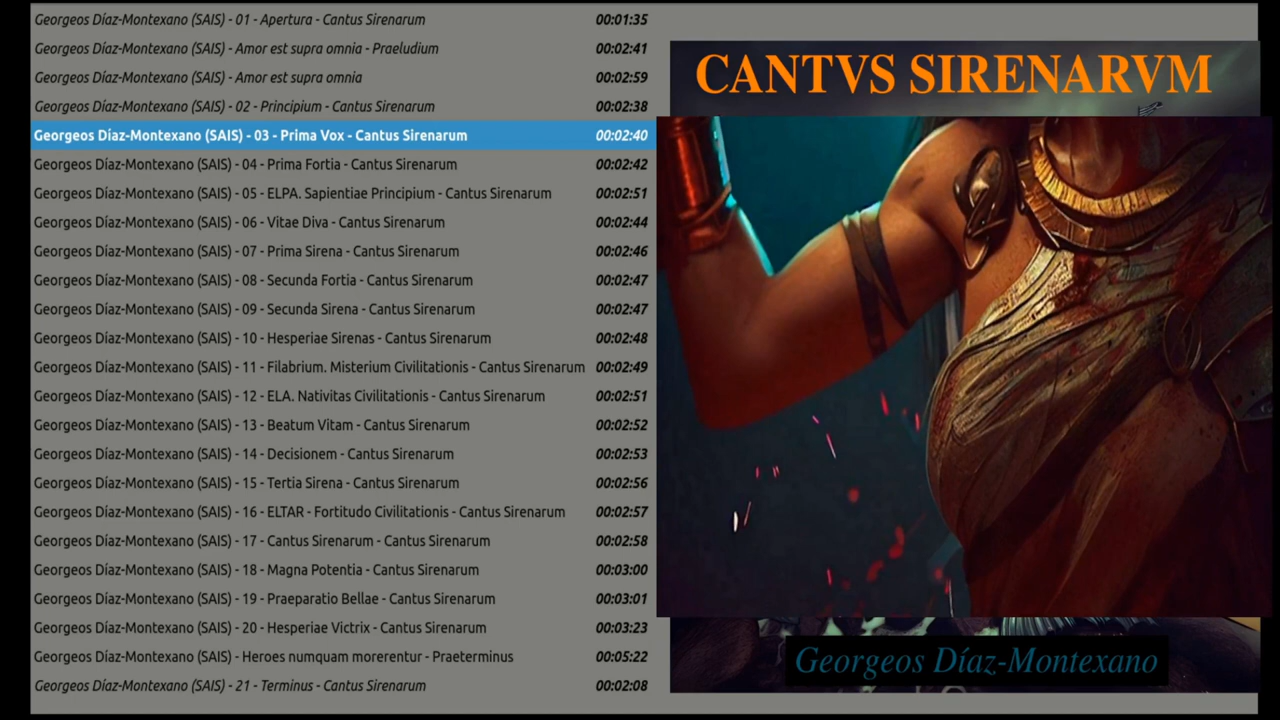 Georgeos Díaz-Montexano (SAIS) - 01 - Apertura - Cantus Sirenarum 00:01:35
Georgeos Díaz-Montexano (SAIS) - Amor est supra omnia - Praeludium 00:02:41
Georgeos Díaz-Montexano (SAIS) - Amor est supra omnia 00:02:59
Georgeos Díaz-Montexano (SAIS) - 02 - Principium - Cantus Sirenarum 00:02:38
Georgeos Díaz-Montexano (SAIS) - 03 - Prima Vox - Cantus Sirenarum 00:02:40
Georgeos Díaz-Montexano (SAIS) - 04 - Prima Fortia - Cantus Sirenarum 00:02:42
Georgeos Díaz-Montexano (SAIS) - 05 - ELPA. Sapientiae Principium - Cantus Sirenarum 00:02:51
Georgeos Díaz-Montexano (SAIS) - 06 - Vitae Diva - Cantus Sirenarum 00:02:44
Georgeos Díaz-Montexano (SAIS) - 07 - Prima Sirena - Cantus Sirenarum 00:02:46
Georgeos Díaz-Montexano (SAIS) - 08 - Secunda Fortia - Cantus Sirenarum 00:02:47
Georgeos Díaz-Montexano (SAIS) - 09 - Secunda Sirena - Cantus Sirenarum 00:02:47
Georgeos Díaz-Montexano (SAIS) - 10 - Hesperiae Sirenas - Cantus Sirenarum 00:02:48
Georgeos Díaz-Montexano (SAIS) - 11 - Filabrium. Misterium Civilitationis - Cantus Sirenarum 00:02:49
Georgeos Díaz-Montexano (SAIS) - 12 - ELA. Nativitas Civilitationis - Cantus Sirenarum 00:02:51
Georgeos Díaz-Montexano (SAIS) - 13 - Beatum Vitam - Cantus Sirenarum 00:02:52
Georgeos Díaz-Montexano (SAIS) - 14 - Decisionem - Cantus Sirenarum 00:02:53
Georgeos Díaz-Montexano (SAIS) - 15 - Tertia Sirena - Cantus Sirenarum 00:02:56
Georgeos Díaz-Montexano (SAIS) - 16 - ELTAR - Fortitudo Civilitationis - Cantus Sirenarum 00:02:57
Georgeos Díaz-Montexano (SAIS) - 17 - Cantus Sirenarum - Cantus Sirenarum 00:02:58
Georgeos Díaz-Montexano (SAIS) - 18 - Magna Potentia - Cantus Sirenarum 00:03:00
Georgeos Díaz-Montexano (SAIS) - 19 - Praeparatio Bellae - Cantus Sirenarum 00:03:01
Georgeos Díaz-Montexano (SAIS) - 20 - Hesperiae Victrix - Cantus Sirenarum 00:03:23
Georgeos Díaz-Montexano (SAIS) - Heroes numquam morerentur - Praeterminus 00:05:22
Georgeos Díaz-Montexano (SAIS) - 21 - Terminus - Cantus Sirenarum 00:02:08
CANTVS SIRENARVM
Georgeos Díaz-Montexano